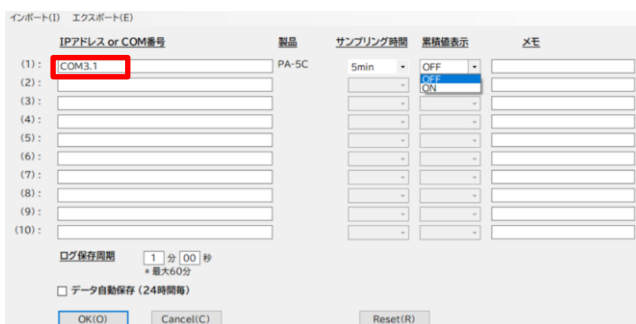 インポート(I) エクスポート(E)
IPアドレス or COM番号 製品 サンプリング時間 累積値表示 メモ
(1)： COM3.1 PA-5C 5min OFF
OFF
(2)： ON
(3)：
(4)：
(5)：
(6)：
(7)：
(8)：
(9)：
(10)：
ログ保存周期 1 分 00 秒
*最大60分
データ自動保存（24時間毎）
OK(O) Cancel(C) Reset(R)